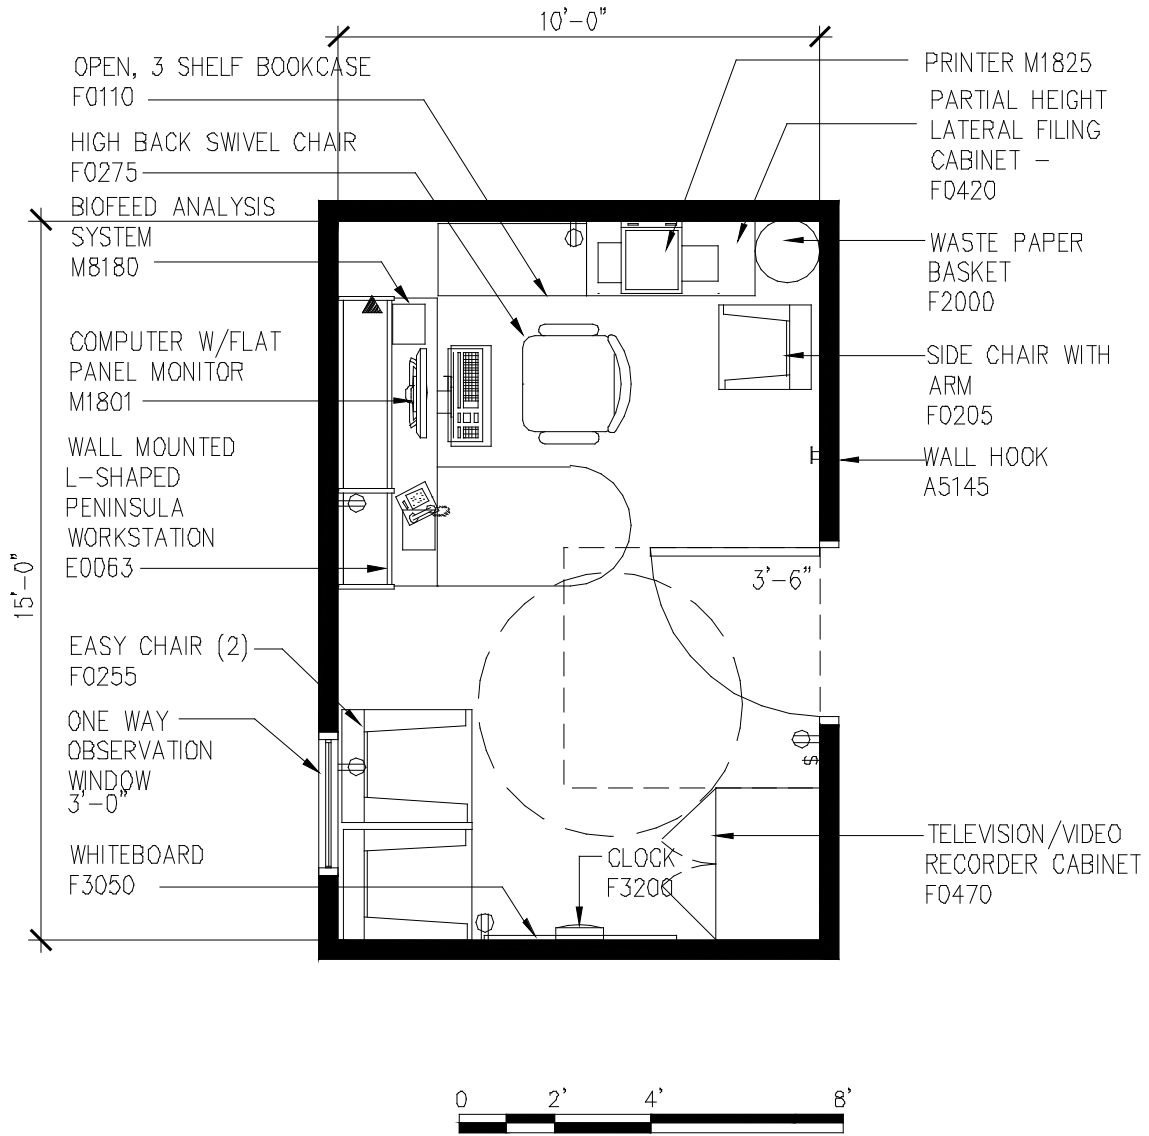 10'-0"
OPEN, 3 SHELF BOOKCASE
F0110
HIGH BACK SWIVEL CHAIR
F0275
BIOFEED ANALYSIS
SYSTEM
M8180
COMPUTER W/FLAT
PANEL MONITOR
M1801
WALL MOUNTED
L-SHAPED
PENINSULA
WORKSTATION
E0063
15'-0"
EASY CHAIR (2)
F0255
ONE WAY
OBSERVATION
WINDOW
3'-0"
WHITEBOARD
F3050
PRINTER M1825
PARTIAL HEIGHT
LATERAL FILING
CABINET -
F0420
WASTE PAPER
BASKET
F2000
SIDE CHAIR WITH
ARM
F0205
WALL HOOK
A5145
3'-6"
$
TELEVISION/VIDEO
RECORDER CABINET
F0470
CLOCK
F3200
0 2' 4' 8'